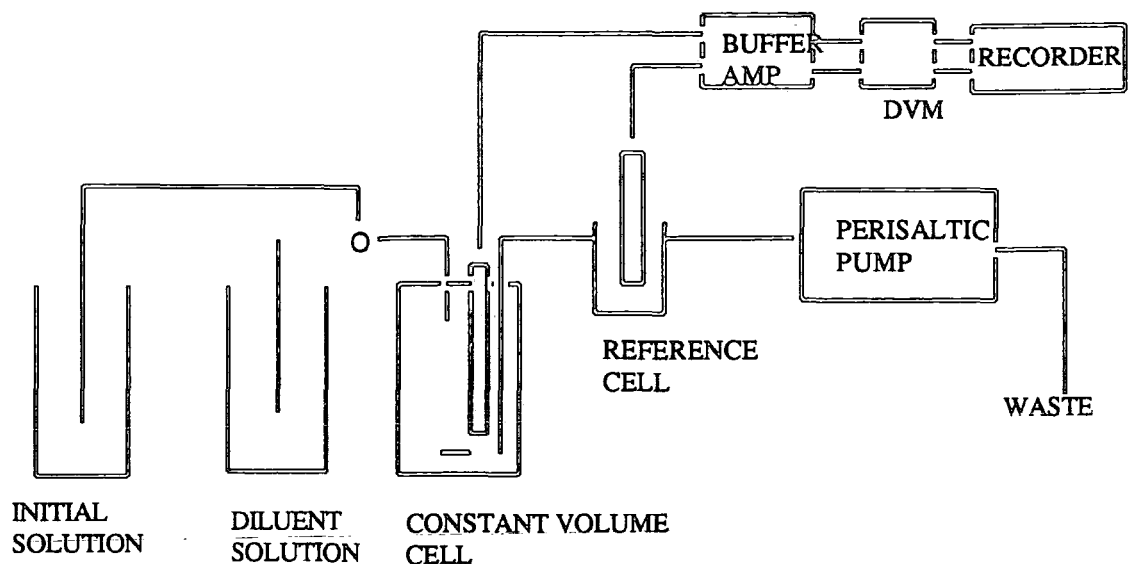 BUFFER
AMP
RECORDER
DVM
PERISALTIC
PUMP
REFERENCE
CELL
WASTE
INITIAL
SOLUTION
DILUENT
SOLUTION
CONSTANT VOLUME
CELL